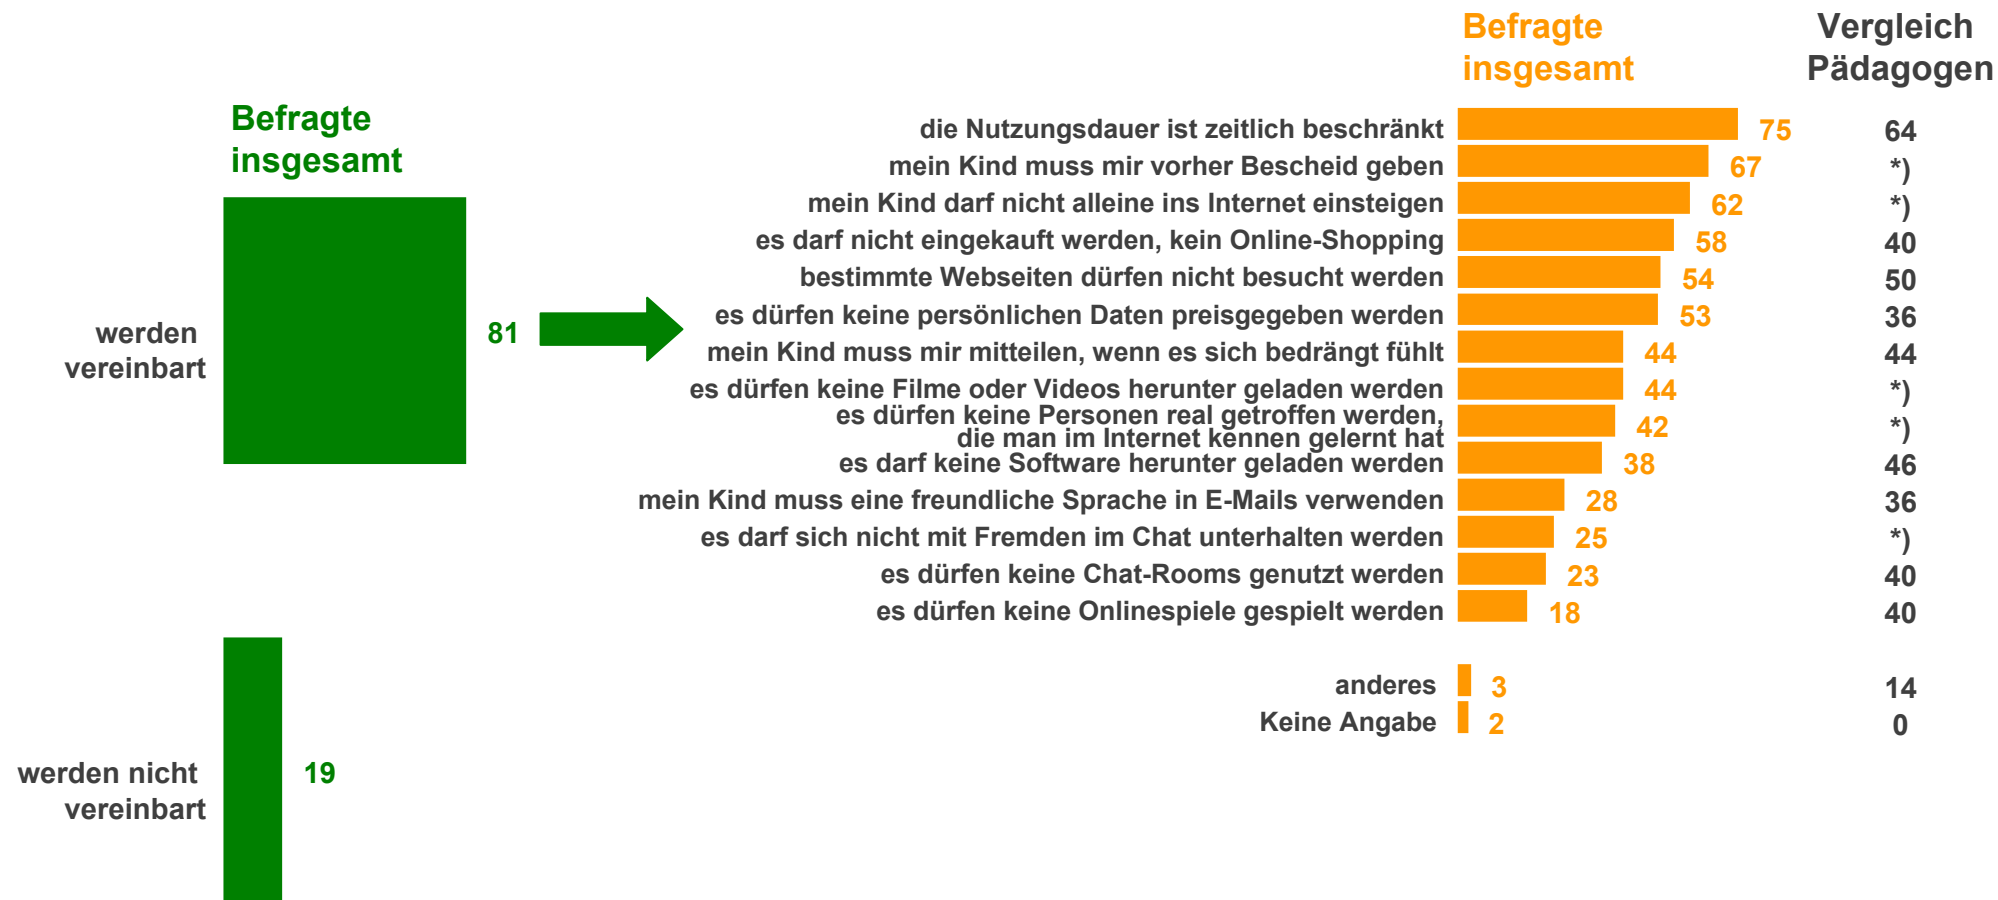 Befragte
insgesamt
Vergleich
Pädagogen
Befragte
insgesamt
werden
vereinbart
81
werden nicht
vereinbart
19
die Nutzungsdauer ist zeitlich beschränkt 75 64
mein Kind muss mir vorher Bescheid geben 67 *)
mein Kind darf nicht alleine ins Internet einsteigen 62 *)
es darf nicht eingekauft werden, kein Online-Shopping 58 40
bestimmte Webseiten dürfen nicht besucht werden 54 50
es dürfen keine persönlichen Daten preisgegeben werden 53 36
mein Kind muss mir mitteilen, wenn es sich bedrängt fühlt 44 44
es dürfen keine Filme oder Videos herunter geladen werden 44 *)
es dürfen keine Personen real getroffen werden,
die man im Internet kennen gelernt hat 42 *)
es darf keine Software herunter geladen werden 38 46
mein Kind muss eine freundliche Sprache in E-Mails verwenden 28 36
es darf sich nicht mit Fremden im Chat unterhalten werden 25 *)
es dürfen keine Chat-Rooms genutzt werden 23 40
es dürfen keine Onlinespiele gespielt werden 18 40
anderes 3 14
Keine Angabe 2 0